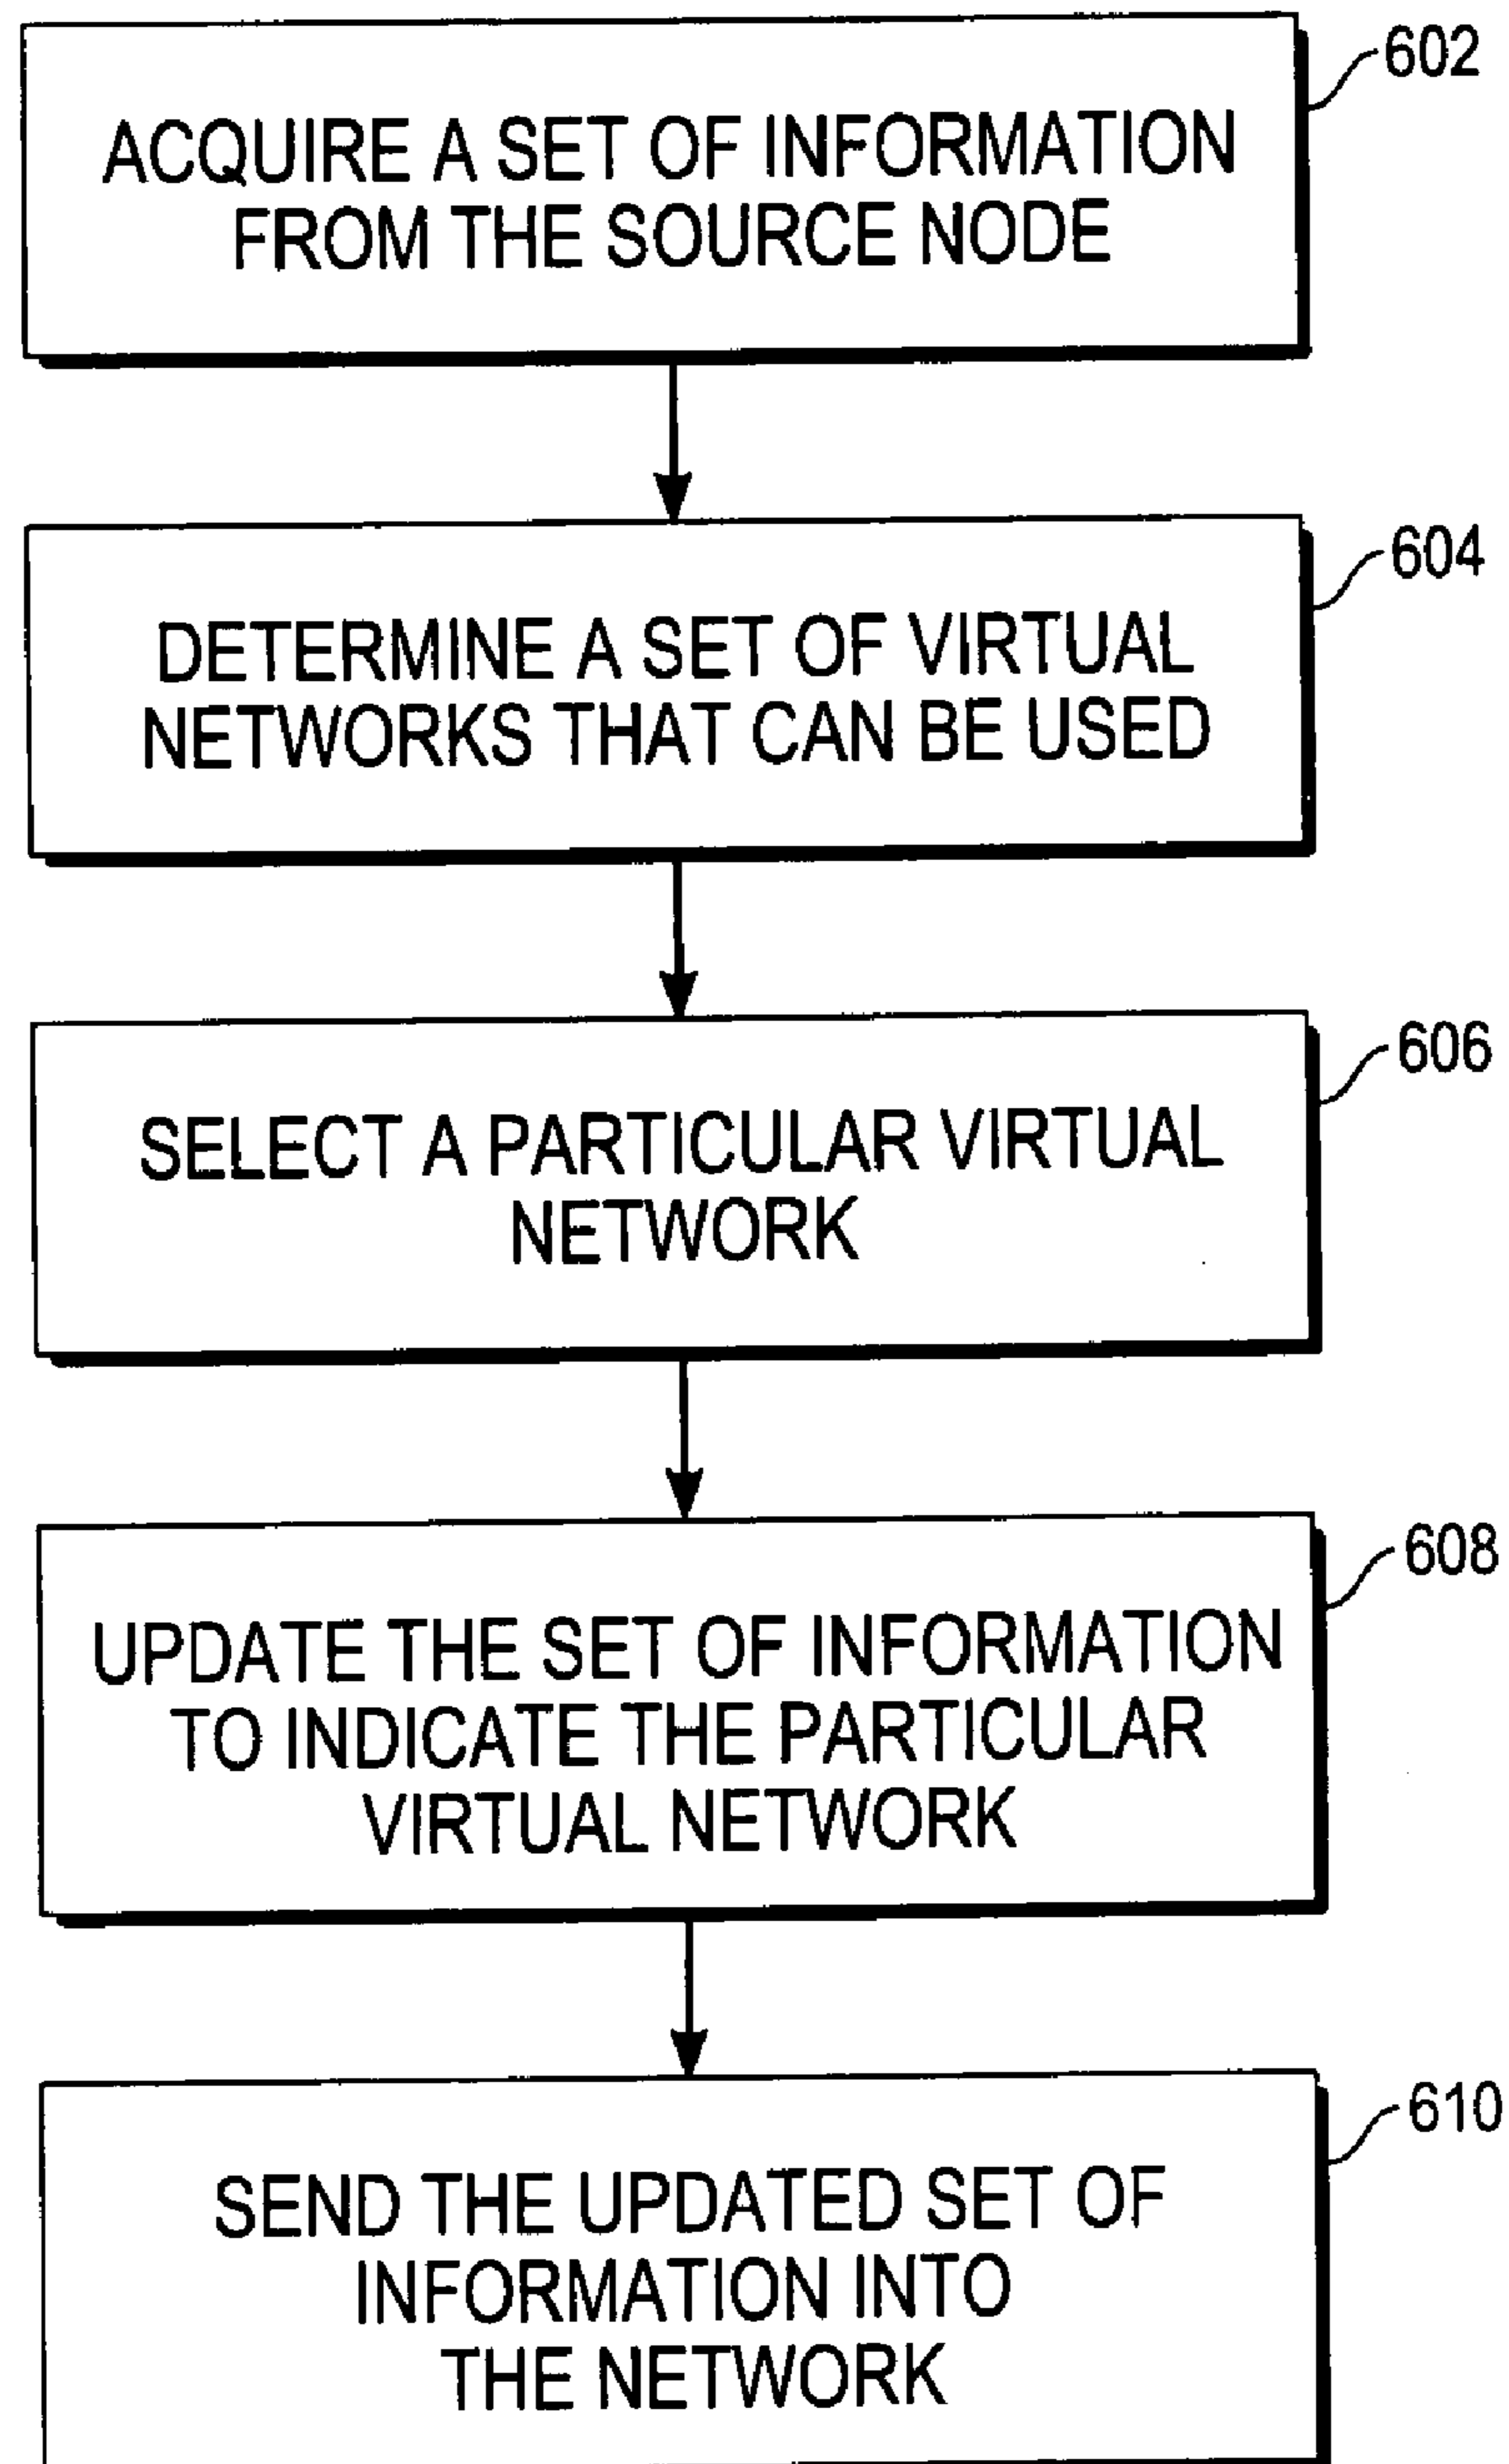 602
ACQUIRE A SET OF INFORMATION
FROM THE SOURCE NODE
604
DETERMINE A SET OF VIRTUAL
NETWORKS THAT CAN BE USED
606
SELECT A PARTICULAR VIRTUAL
NETWORK
608
UPDATE THE SET OF INFORMATION
TO INDICATE THE PARTICULAR
VIRTUAL NETWORK
610
SEND THE UPDATED SET OF
INFORMATION INTO
THE NETWORK